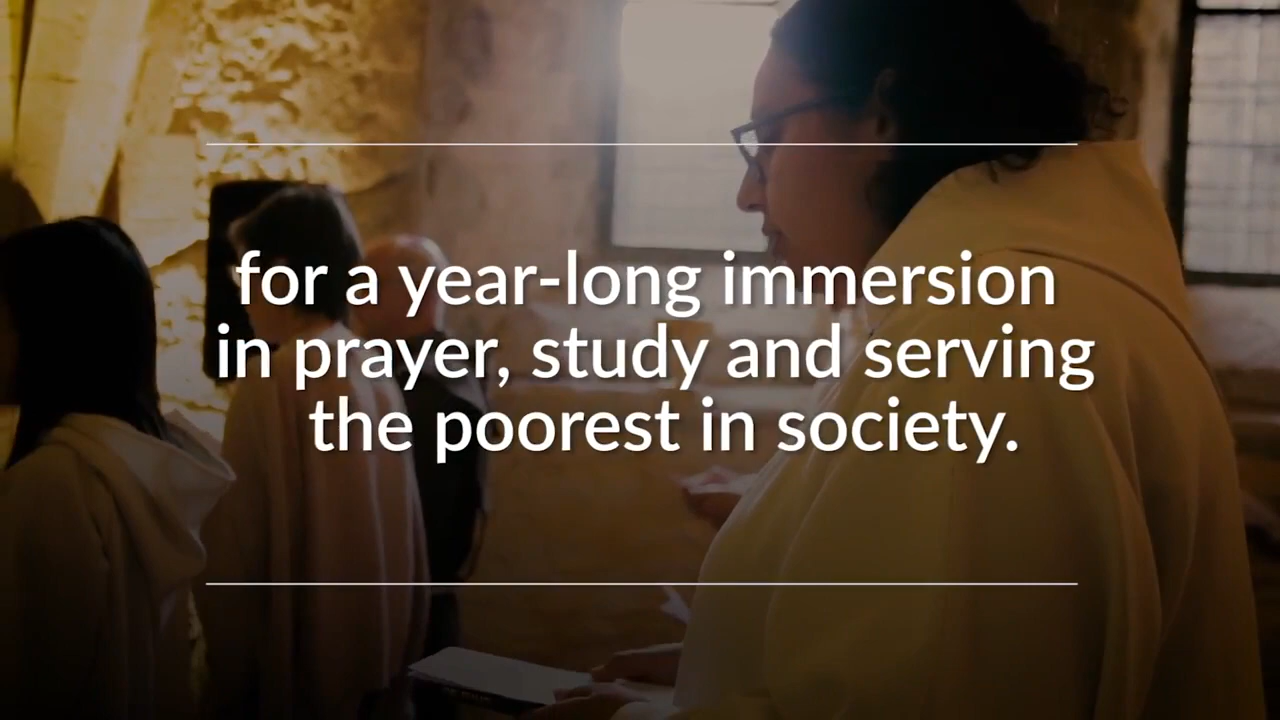 for a year-long immersion
in prayer, study and serving
the poorest in society.